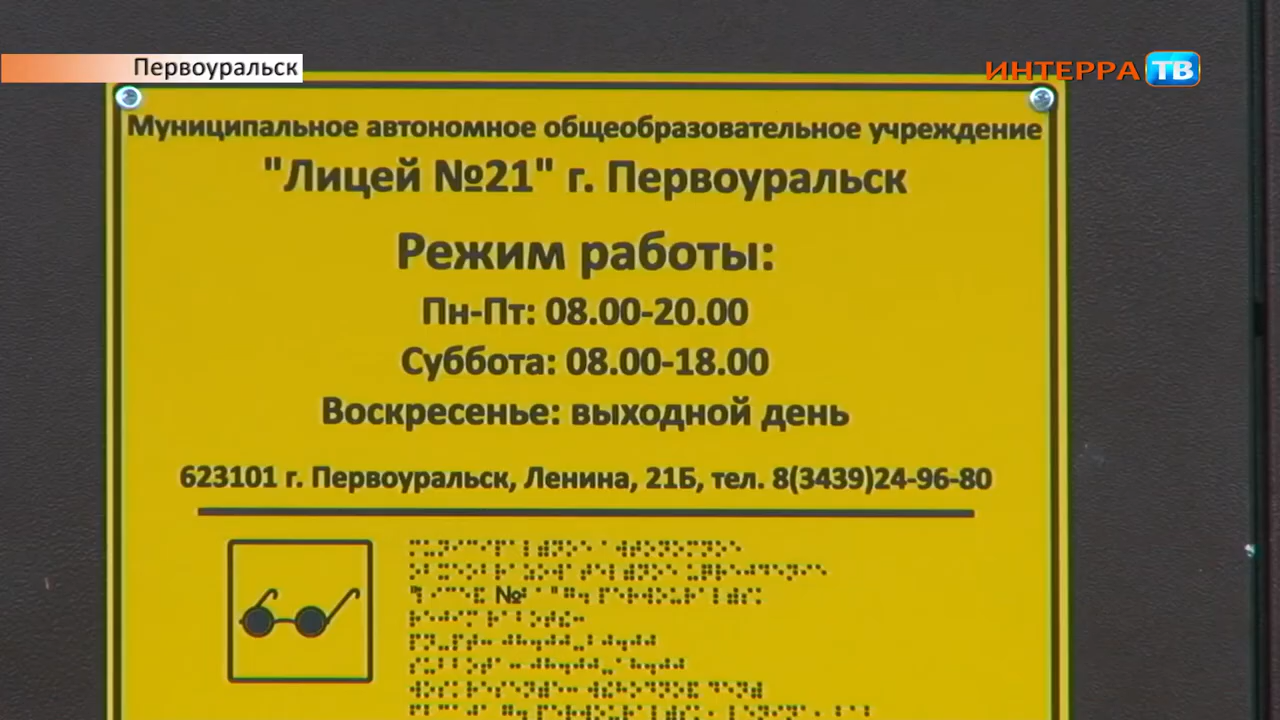 Первоуральск
ИНТЕРРА ТВ
Муниципальное автономное общеобразовательное учреждение
"Лицей №21" г. Первоуральск
Режим работы:
Пн-Пт: 08.00-20.00
Суббота: 08.00-18.00
Воскресенье: выходной день
623101 г. Первоуральск, Ленина, 21Б, тел. 8(3439)24-96-80
№